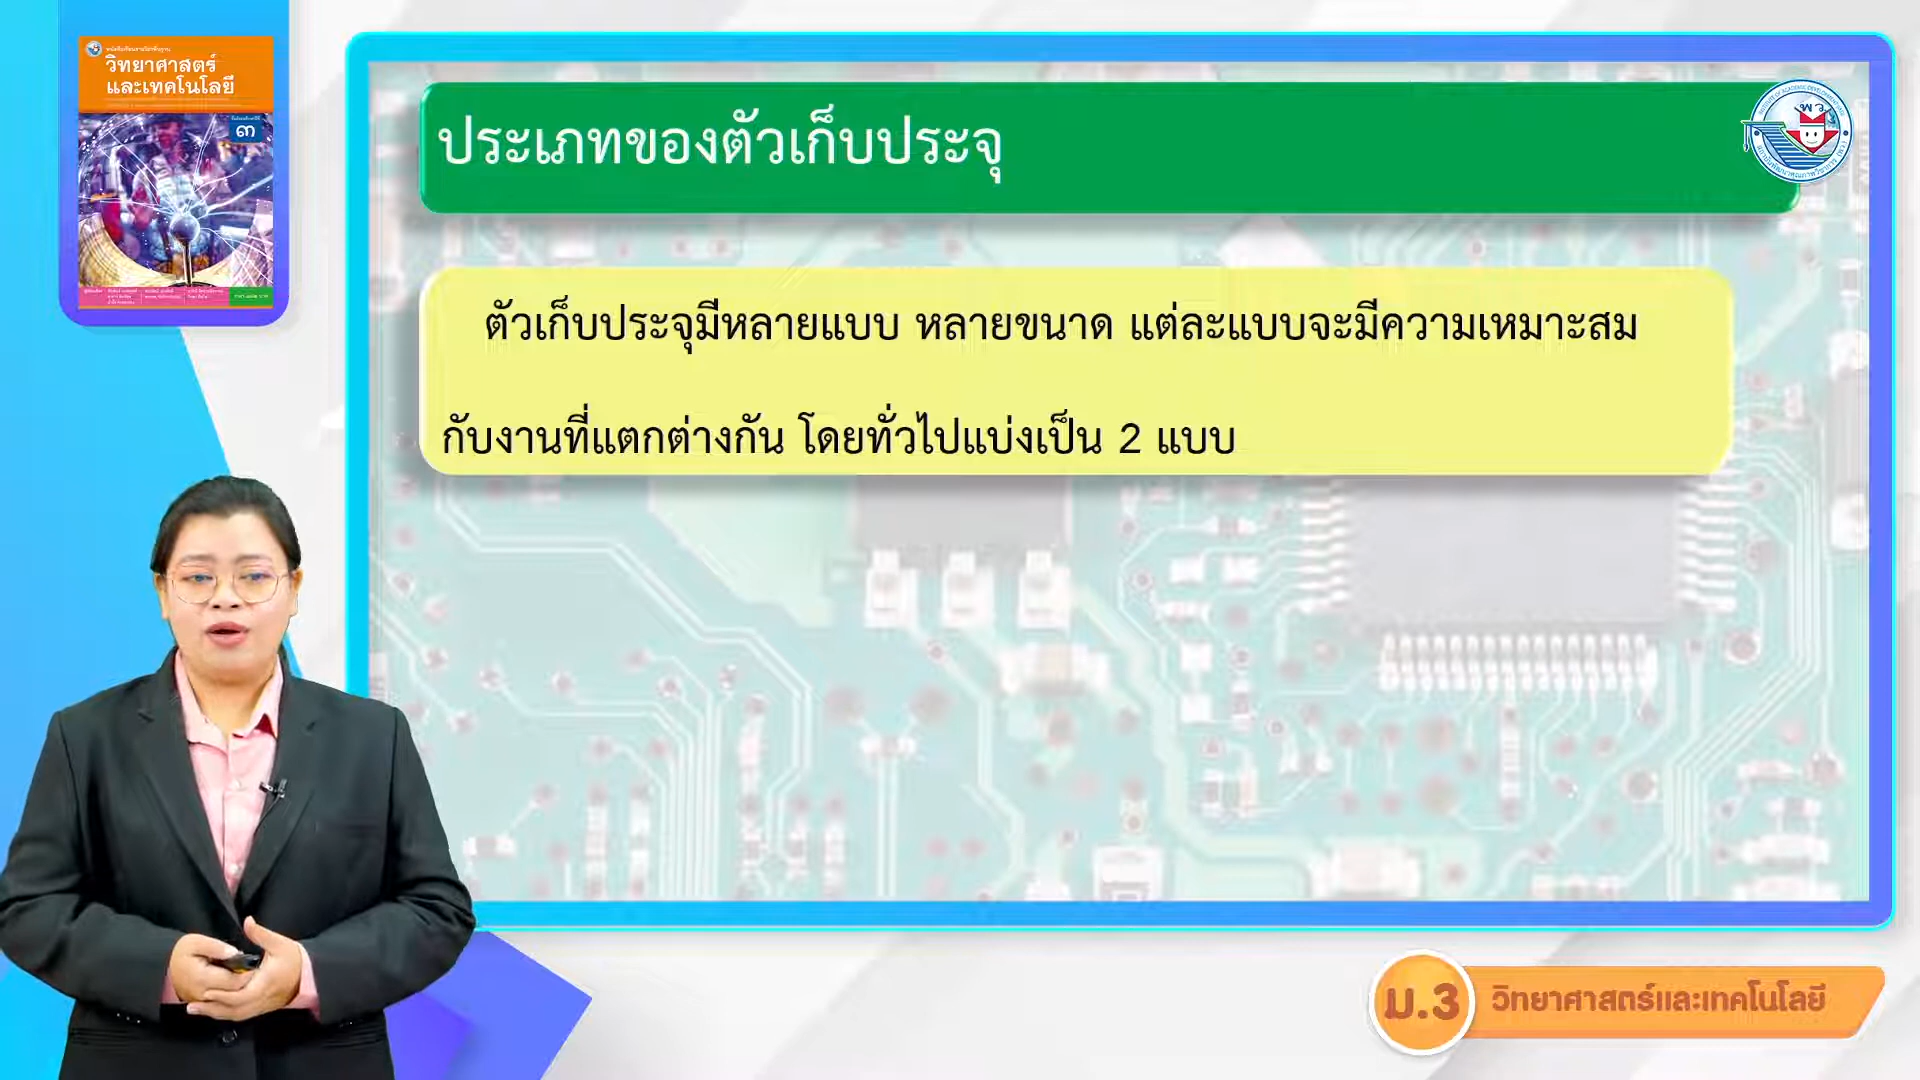 วิทยาศาสตร์
และเทคโนโลยี
๓
ประเภทของตัวเก็บประจุ
พว
ตัวเก็บประจุมีหลายแบบ หลายขนาด แต่ละแบบจะมีความเหมาะสม
กับงานที่แตกต่างกัน โดยทั่วไปแบ่งเป็น 2 แบบ
ม.3 วิทยาศาสตร์และเทคโนโลยี